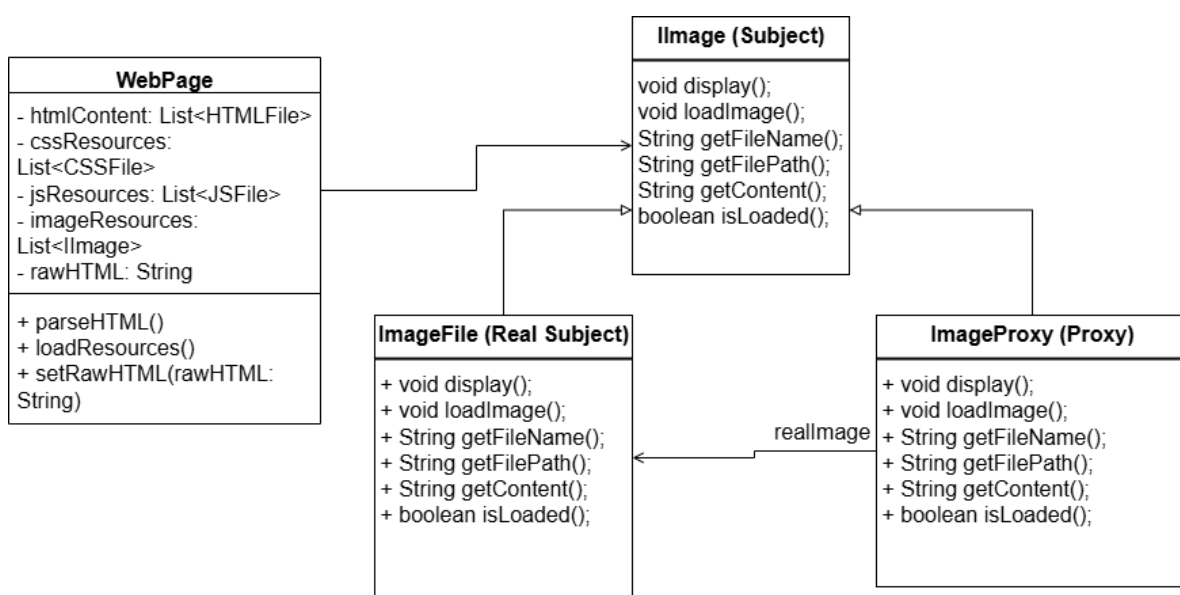 IImage (Subject)
void display();
void loadImage();
String getFileName();
String getFilePath();
String getContent();
boolean isLoaded();
WebPage
- htmlContent: List<HTMLFile>
- cssResources:
List<CSSFile>
- jsResources: List<JSFile>
- imageResources:
List<IImage>
- rawHTML: String
+ parseHTML()
+ loadResources()
+ setRawHTML(rawHTML:
String)
ImageFile (Real Subject)
+ void display();
+ void loadImage();
+ String getFileName();
+ String getFilePath();
+ String getContent();
+ boolean isLoaded();
realImage
ImageProxy (Proxy)
+ void display();
+ void loadImage();
+ String getFileName();
+ String getFilePath();
+ String getContent();
+ boolean isLoaded();